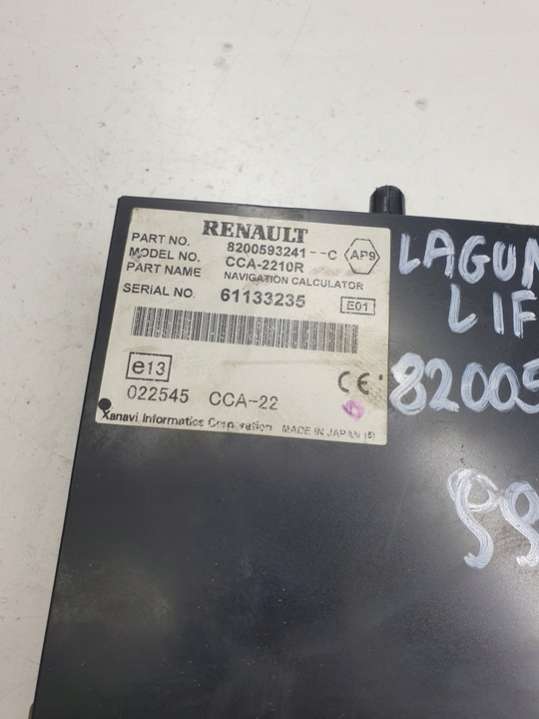 RENAULT
PART NO. 8200593241--C AP9
MODEL NO. CCA-2210R
PART NAME NAVIGATION CALCULATOR
SERIAL NO. 61133235 E01
e13 CE
022545 CCA-22
Xanavi Informatics Corporation MADE IN JAPAN
LAGUN
LIF
82005